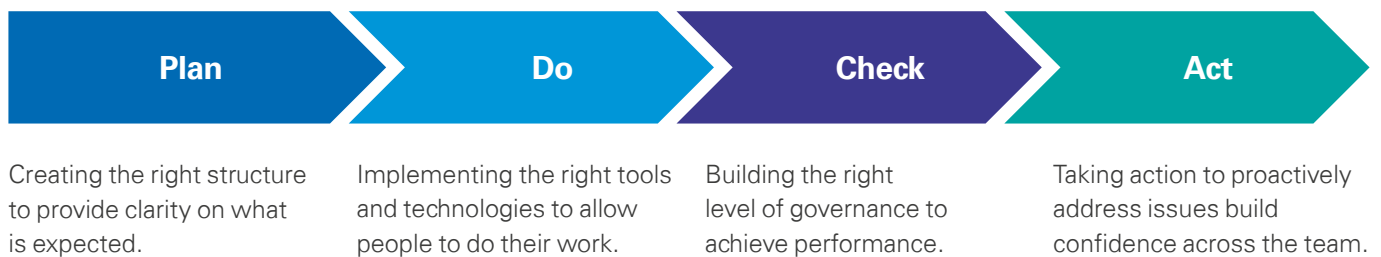 Plan
Do
Check
Act
Creating the right structure
to provide clarity on what
is expected.
Implementing the right tools
and technologies to allow
people to do their work.
Building the right
level of governance to
achieve performance.
Taking action to proactively
address issues build
confidence across the team.